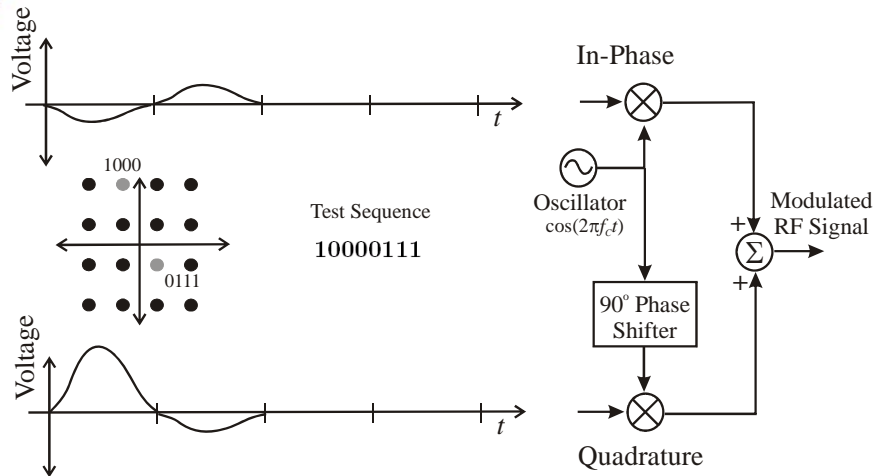 Voltage
t
1000
0111
Test Sequence
10000111
Voltage
t
In-Phase
Oscillator
cos(2πf_ct)
90° Phase
Shifter
Quadrature
+
+
Σ
Modulated
RF Signal